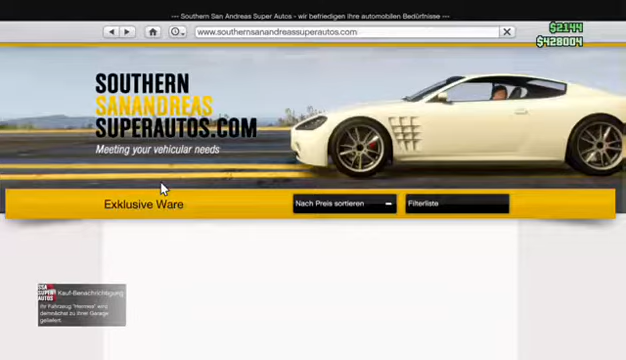 --- Southern San Andreas Super Autos - wir befriedigen Ihre automobilen Bedürfnisse ---
www.southernsanandreassuperautos.com
$2144
$428004
SOUTHERN
SANANDREAS
SUPERAUTOS.COM
Meeting your vehicular needs
Exklusive Ware
Nach Preis sortieren
Filterliste
SUPER
AUTOS
Kauf-Benachrichtigung
Ihr Fahrzeug "Hermes" wird
demnächst zu Ihrer Garage
geliefert.